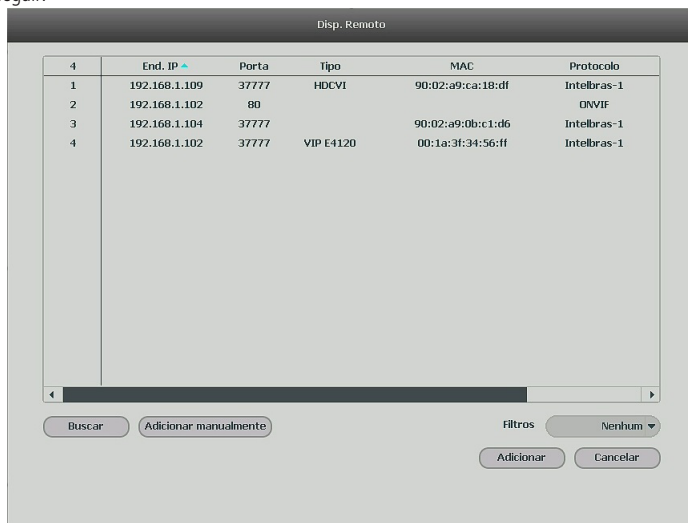 Disp. Remoto
4 End. IP Porta Tipo MAC Protocolo
1 192.168.1.109 37777 HDCVI 90:02:a9:ca:18:df Intelbras-1
2 192.168.1.102 80 ONVIF
3 192.168.1.104 37777 90:02:a9:0b:c1:d6 Intelbras-1
4 192.168.1.102 37777 VIP E4120 00:1a:3f:34:56:ff Intelbras-1
Buscar Adicionar manualmente Filtros Nenhum
Adicionar Cancelar